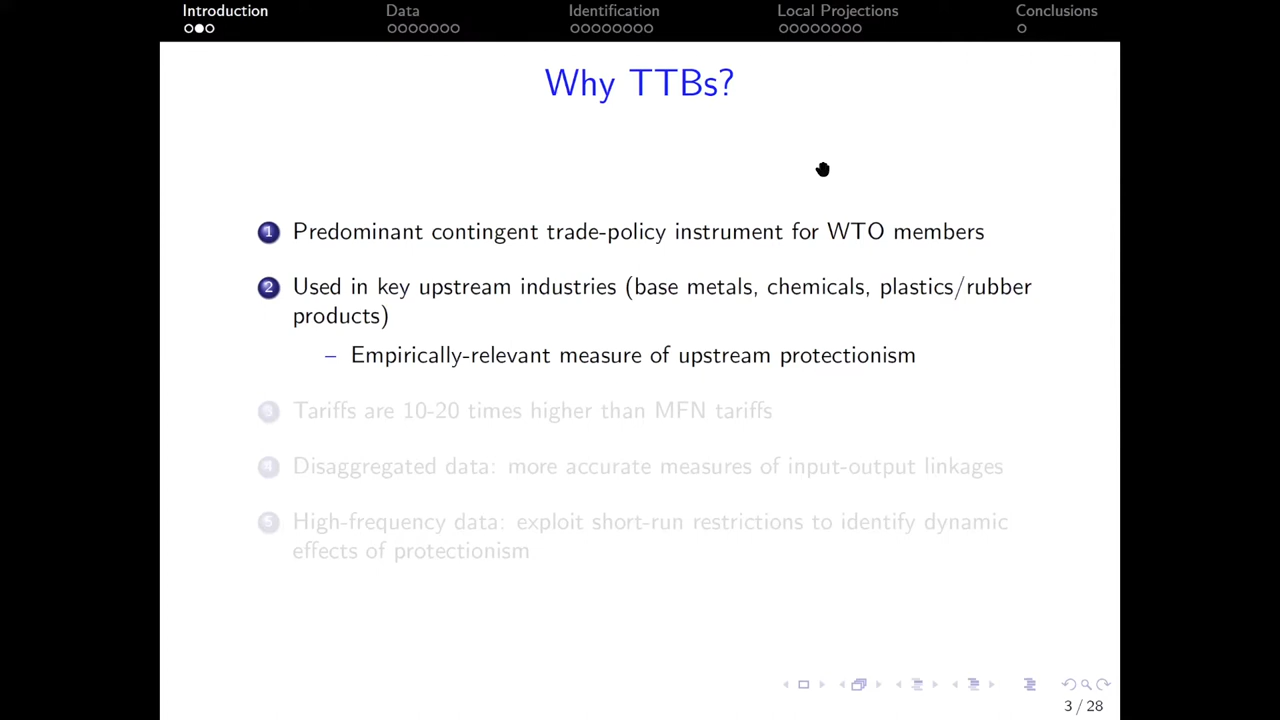 Introduction Data Identification Local Projections Conclusions
Why TTBs?
1 Predominant contingent trade-policy instrument for WTO members
2 Used in key upstream industries (base metals, chemicals, plastics/rubber
products)
– Empirically-relevant measure of upstream protectionism
3 Tariffs are 10-20 times higher than MFN tariffs
4 Disaggregated data: more accurate measures of input-output linkages
5 High-frequency data: exploit short-run restrictions to identify dynamic
effects of protectionism
3 / 28